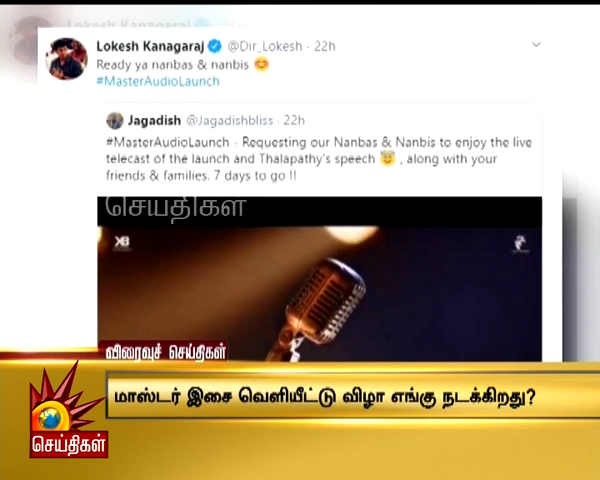 Lokesh Kanagaraj @Dir_Lokesh · 22h
Ready ya nanbas & nanbis 😊
#MasterAudioLaunch
Jagadish @Jagadishbliss · 22h
#MasterAudioLaunch - Requesting our Nanbas & Nanbis to enjoy the live
telecast of the launch and Thalapathy's speech 😇 , along with your
friends & families. 7 days to go !!
செய்திகள்
XB
விரைவுச் செய்திகள்
மாஸ்டர் இசை வெளியீட்டு விழா எங்கு நடக்கிறது?
செய்திகள்